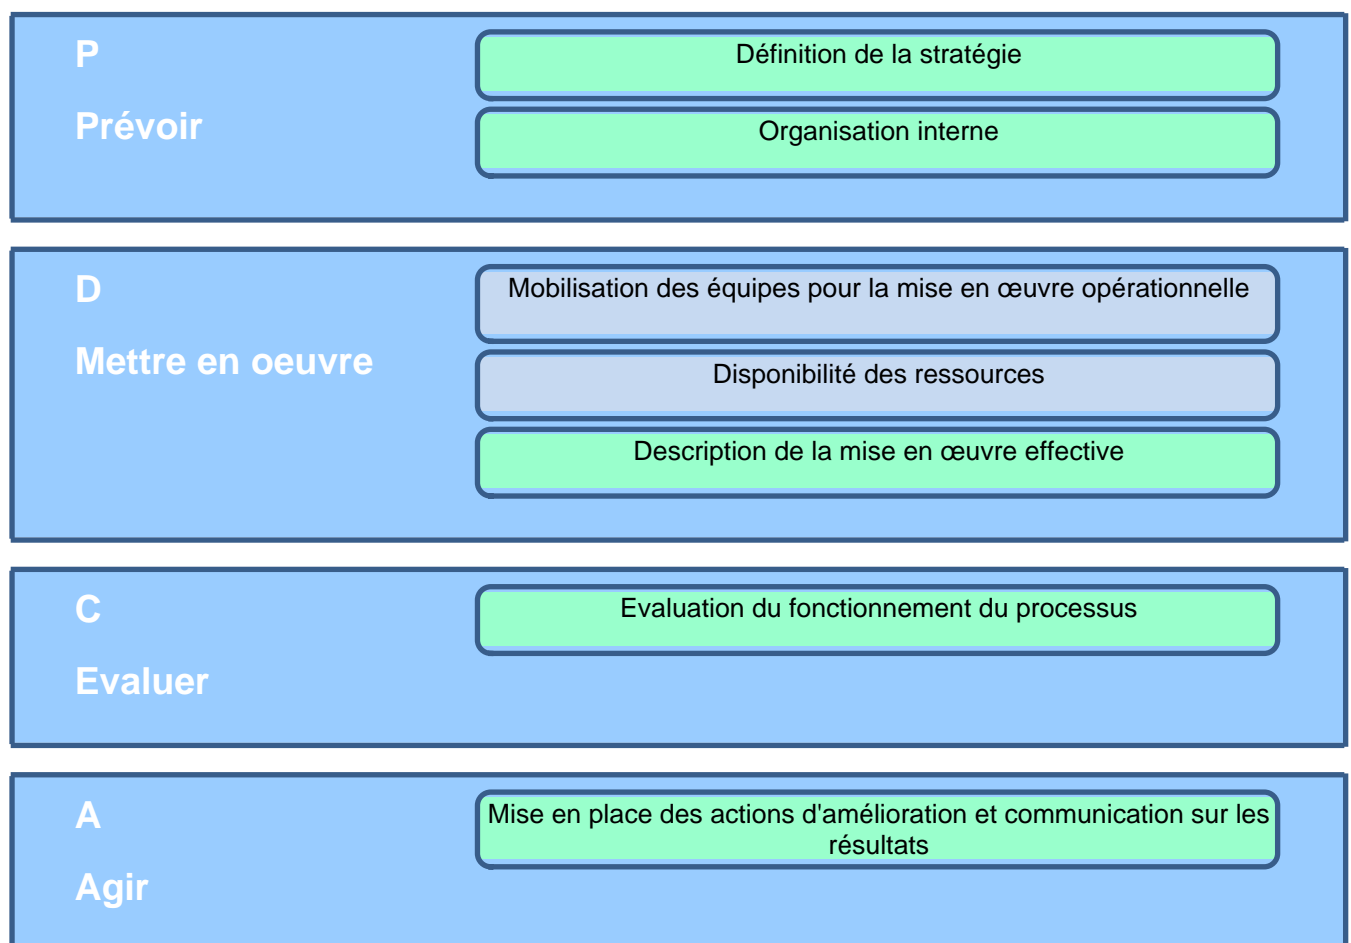 P
Définition de la stratégie
Prévoir
Organisation interne
D
Mobilisation des équipes pour la mise en œuvre opérationnelle
Mettre en oeuvre
Disponibilité des ressources
Description de la mise en œuvre effective
C
Evaluation du fonctionnement du processus
Evaluer
A
Mise en place des actions d'amélioration et communication sur les
résultats
Agir